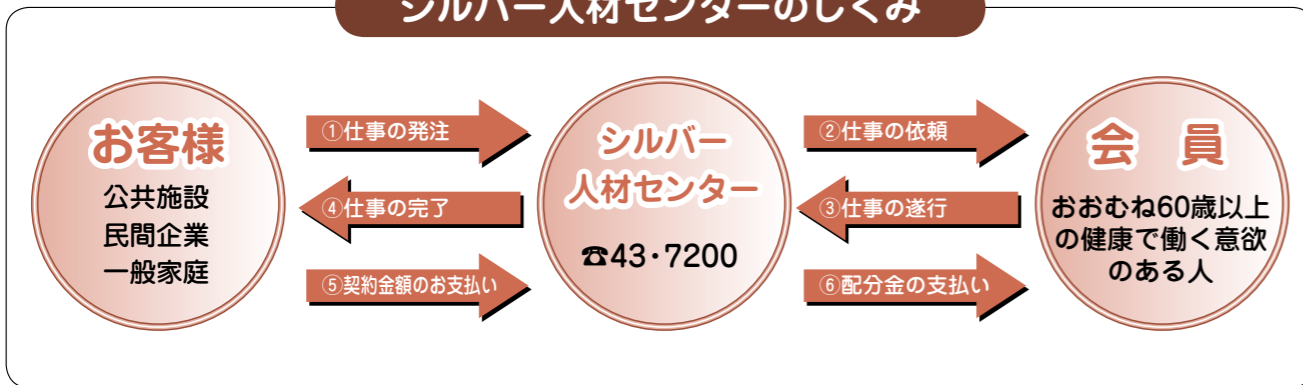 シルバー人材センターのしくみ
お客様
公共施設
民間企業
一般家庭
①仕事の発注
④仕事の完了
⑤契約金額のお支払い
シルバー
人材センター
☎43・7200
②仕事の依頼
③仕事の遂行
⑥配分金の支払い
会 員
おおむね60歳以上
の健康で働く意欲
のある人